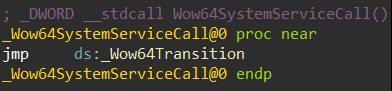 ; _DWORD __stdcall Wow64SystemServiceCall()
_Wow64SystemServiceCall@0 proc near
jmp     ds:_Wow64Transition
_Wow64SystemServiceCall@0 endp